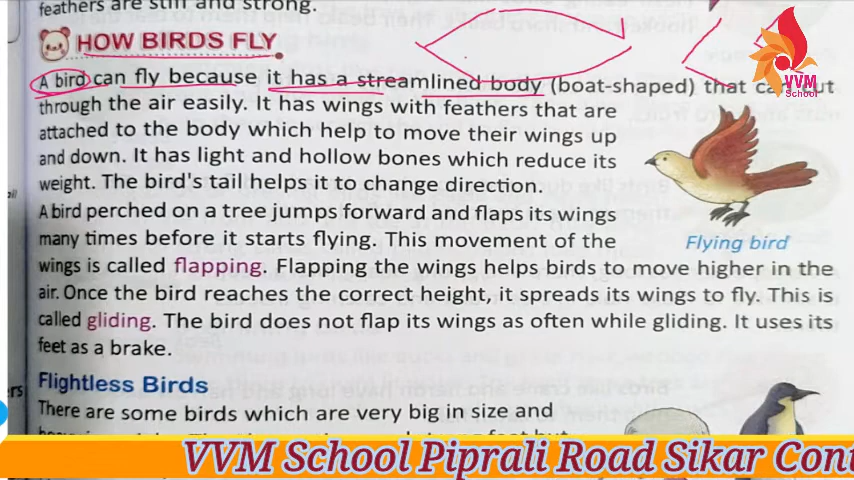 feathers are still and strong.
HOW BIRDS FLY
A bird can fly because it has a streamlined body (boat-shaped) that can cut
through the air easily. It has wings with feathers that are
attached to the body which help to move their wings up
and down. It has light and hollow bones which reduce its
weight. The bird's tail helps it to change direction.
A bird perched on a tree jumps forward and flaps its wings
many times before it starts flying. This movement of the
wings is called flapping. Flapping the wings helps birds to move higher in the
air. Once the bird reaches the correct height, it spreads its wings to fly. This is
called gliding. The bird does not flap its wings as often while gliding. It uses its
feet as a brake.
Flying bird
Flightless Birds
There are some birds which are very big in size and
VVM
School
VVM School Piprali Road Sikar Cont